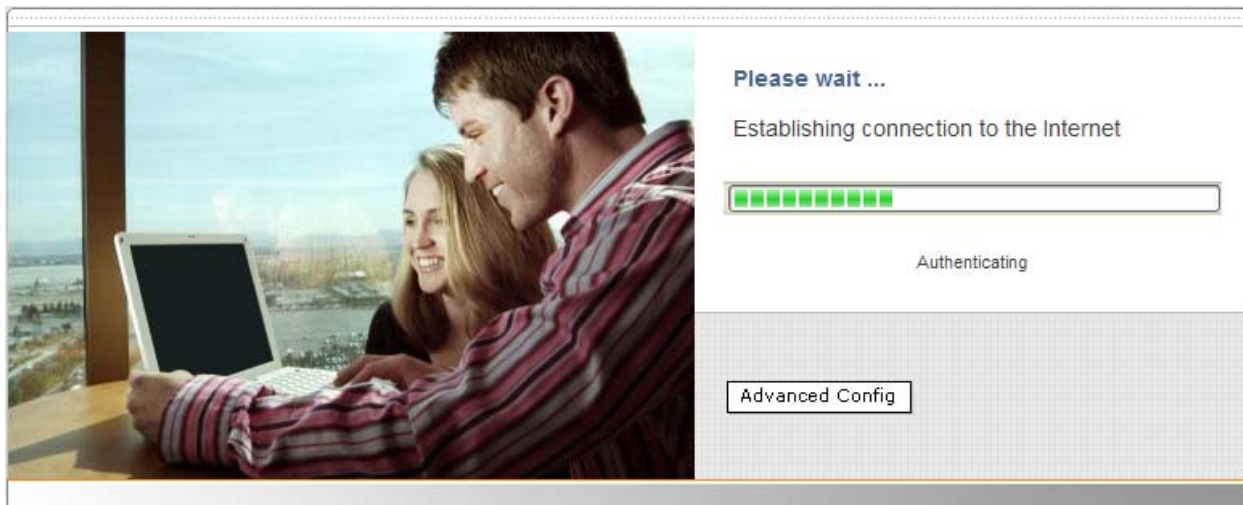 Please wait ...
Establishing connection to the Internet
Authenticating
Advanced Config